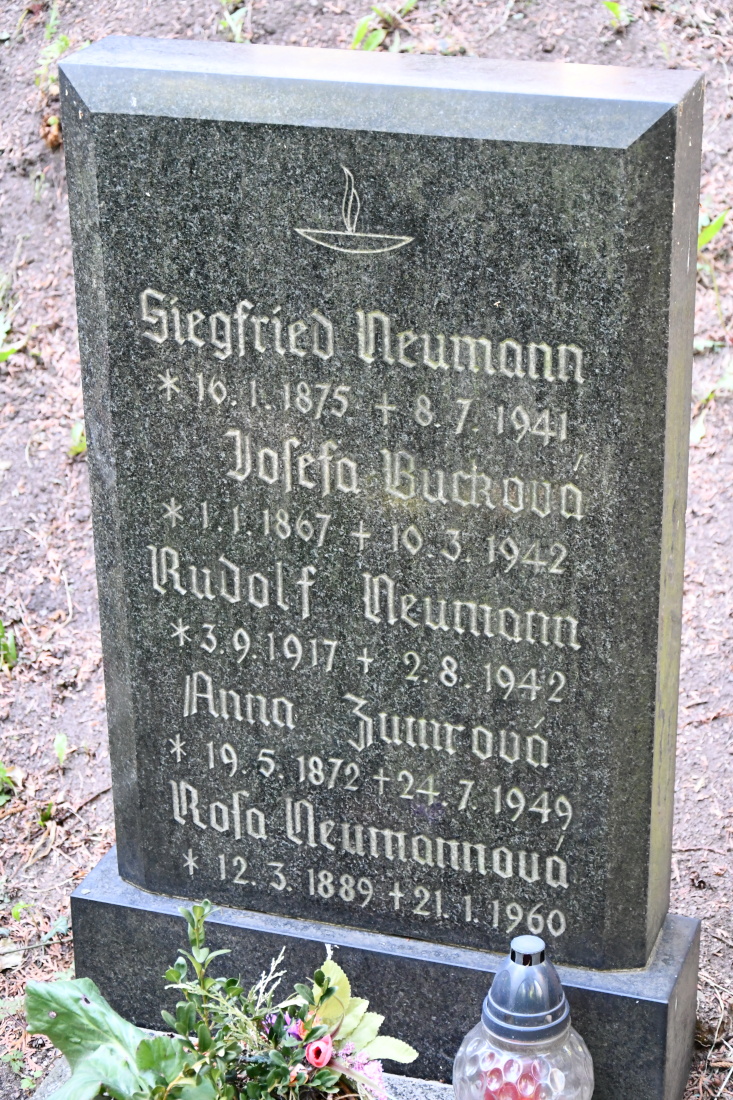 Siegfried Neumann
* 16. 1. 1875 + 8. 7. 1941
Josefa Bucková
* 1. 1. 1867 + 10. 3. 1942
Rudolf Neumann
* 3. 9. 1917 + 2. 8. 1942
Anna
* 19. 5. 1872 + 24. 7. 1949
Rosa Neumannová
* 12. 3. 1889 + 21. 1. 1960